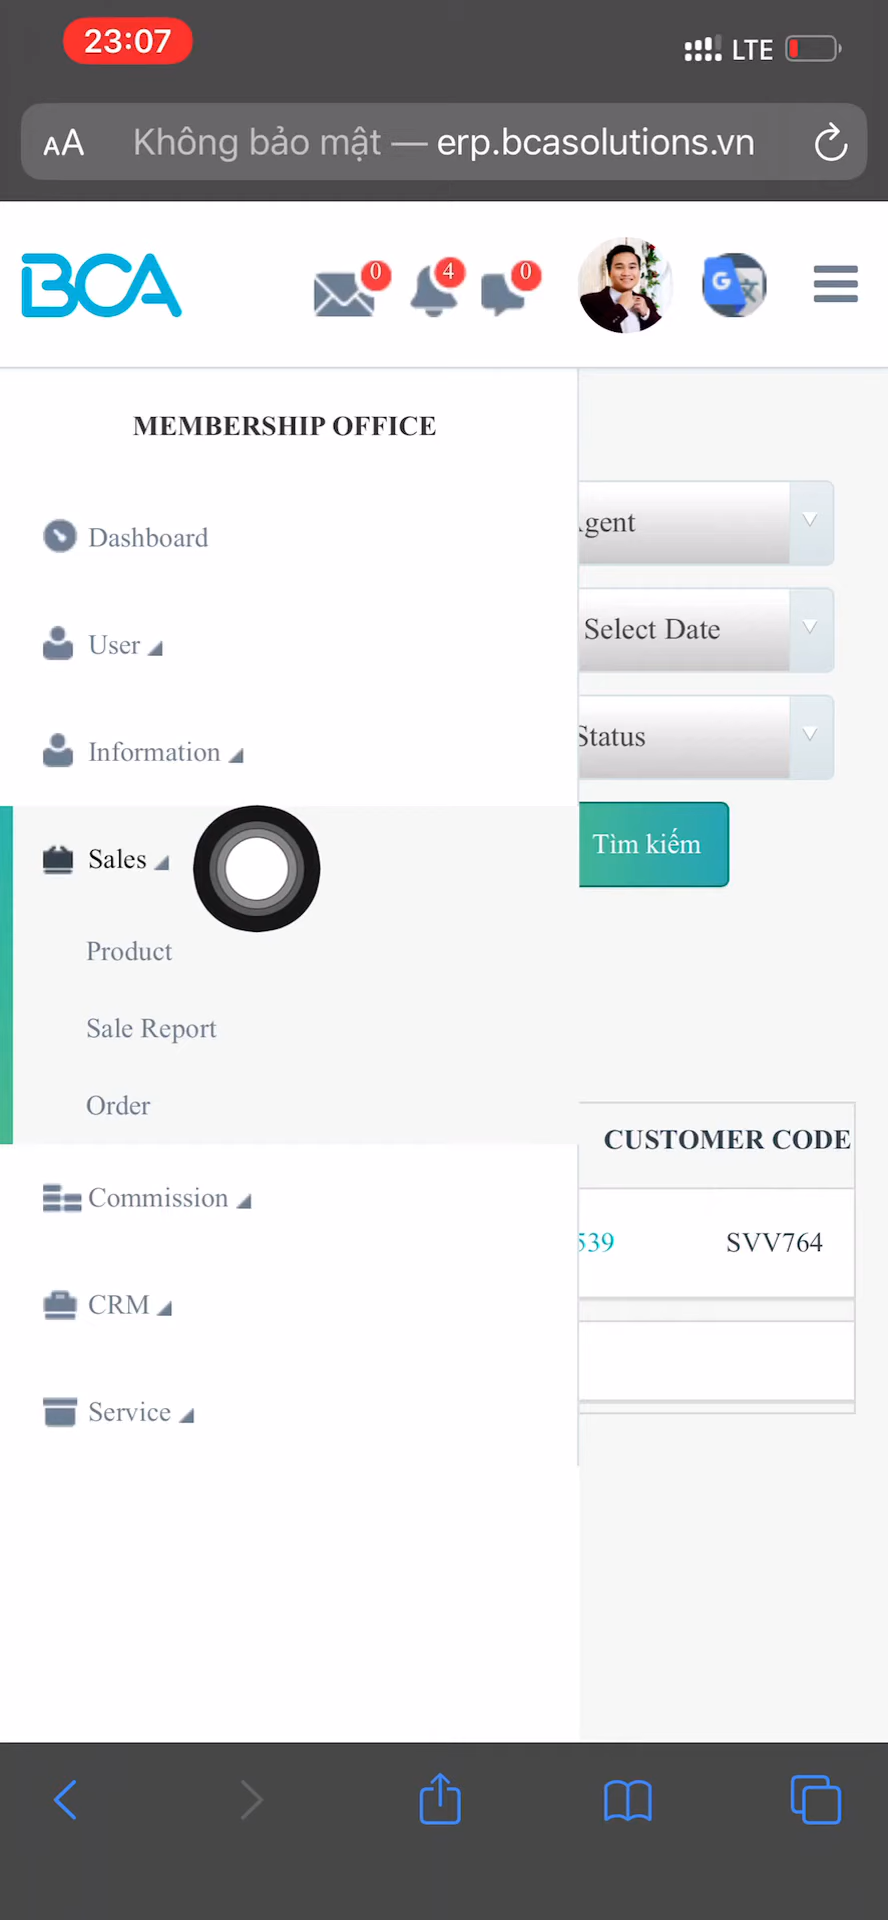 23:07
LTE
AA Không bảo mật — erp.bcasolutions.vn
BCA
0
4
0
G
MEMBERSHIP OFFICE
Dashboard
User
Information
Sales
Product
Sale Report
Order
Commission
CRM
Service
gent
Select Date
Status
Tìm kiếm
CUSTOMER CODE
539 SVV764